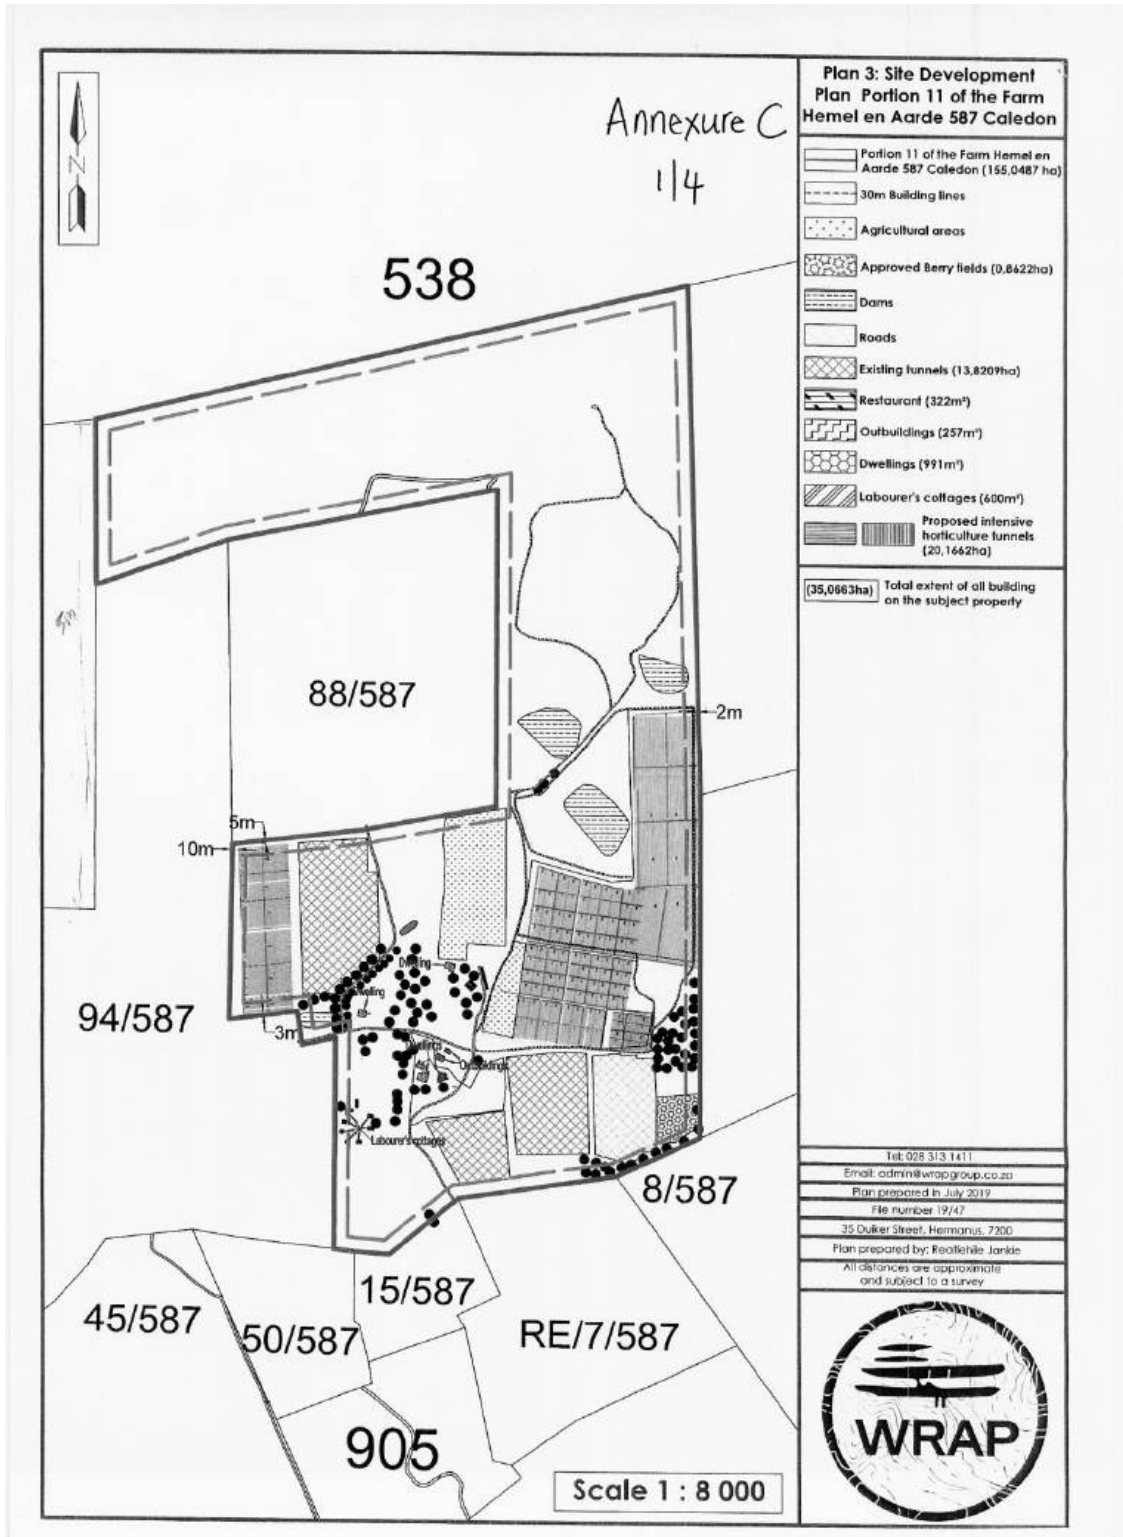 Plan 3: Site Development
Plan Portion 11 of the Farm
Hemel en Aarde 587 Caledon
Annexure C
1/4
N
Portion 11 of the Farm Hemel en
Aarde 587 Caledon (155,0487 ha)
30m Building lines
Agricultural areas
Approved Berry fields (0,8622ha)
Dams
Roads
Existing tunnels (13,8209ha)
Restaurant (322m²)
Outbuildings (257m²)
Dwellings (991m²)
Labourer's cottages (600m²)
Proposed intensive
horticulture tunnels
(20,1662ha)
(35,0663ha)
Total extent of all building
on the subject property
538
88/587
2m
5m
10m
Dwelling
Dwelling
94/587
3m
Dwellings
Outbuildings
Labourer's cottages
8/587
15/587
45/587
50/587
RE/7/587
905
Scale 1 : 8 000
Tel: 028 313 1411
Email: admin@wrapgroup.co.za
Plan prepared in July 2019
File number 19/47
35 Duiker Street, Hermanus, 7200
Plan prepared by: Reatlehile Jankie
All distances are approximate
and subject to a survey
WRAP